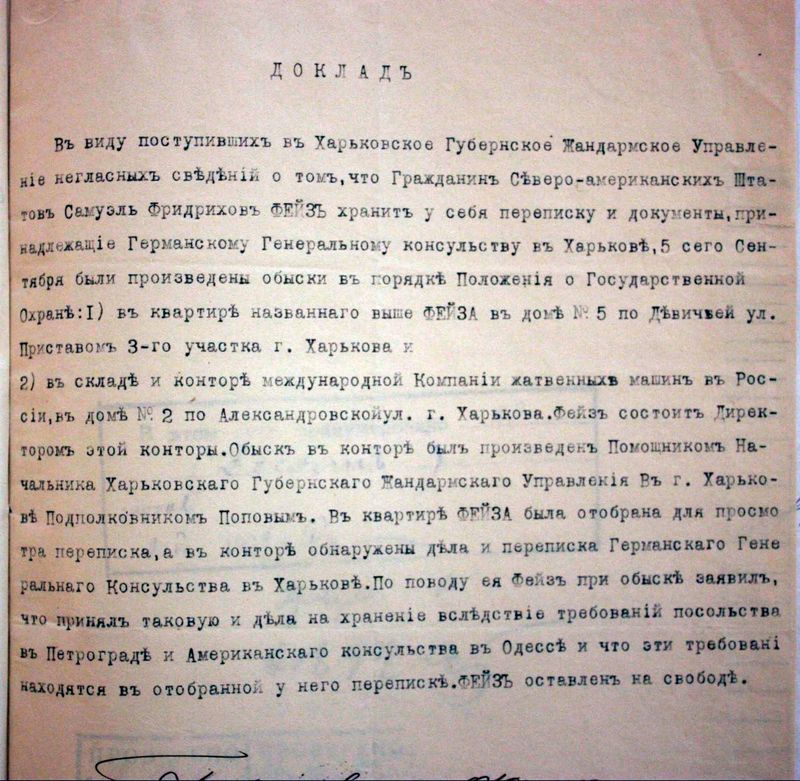 ДОКЛАДЪ
Въ виду поступившихъ въ Харьковское Губернское Жандармское Управле-
ніе негласныхъ свѣдѣній о томъ,что Гражданинъ Сѣверо-американскихъ Шта-
товъ Самуэль Фридриховъ ФЕЙЗЪ хранитъ у себя переписку и документы,при-
надлежащіе Германскому Генеральному консульству въ Харьковѣ,5 сего Сен-
тября были произведены обыски въ порядкѣ Положенія о Государственной
Охранѣ:I) въ квартирѣ названнаго выше ФЕЙЗА въ домѣ № 5 по Дѣвичьей ул.
Приставомъ 3-го участка г. Харькова и
2) въ складѣ и конторѣ международной Компаніи жатвенныхъ машинъ въ Рос-
сіи,въ домѣ № 2 по Александровскойул. г. Харькова.Фейзъ состоитъ Дирек-
торомъ этой конторы.Обыскъ въ конторѣ былъ произведенъ Помощникомъ На-
чальника Харьковскаго Губернскаго Жандармскаго Управленія Въ г. Харько-
вѣ Подполковникомъ Поповымъ. Въ квартирѣ ФЕЙЗА была отобрана для просмо
тра переписка,а въ конторѣ обнаружены дѣла и переписка Германскаго Гене
ральнаго Консульства въ Харьковѣ.По поводу ея Фейзъ при обыскѣ заявилъ,
что принялъ таковую и дѣла на храненіе вслѣдствіе требованій посольства
въ Петроградѣ и Американскаго консульства въ Одессѣ и что эти требовані
находятся въ отобранной у него перепискѣ.ФЕЙЗЪ оставленъ на свободѣ.